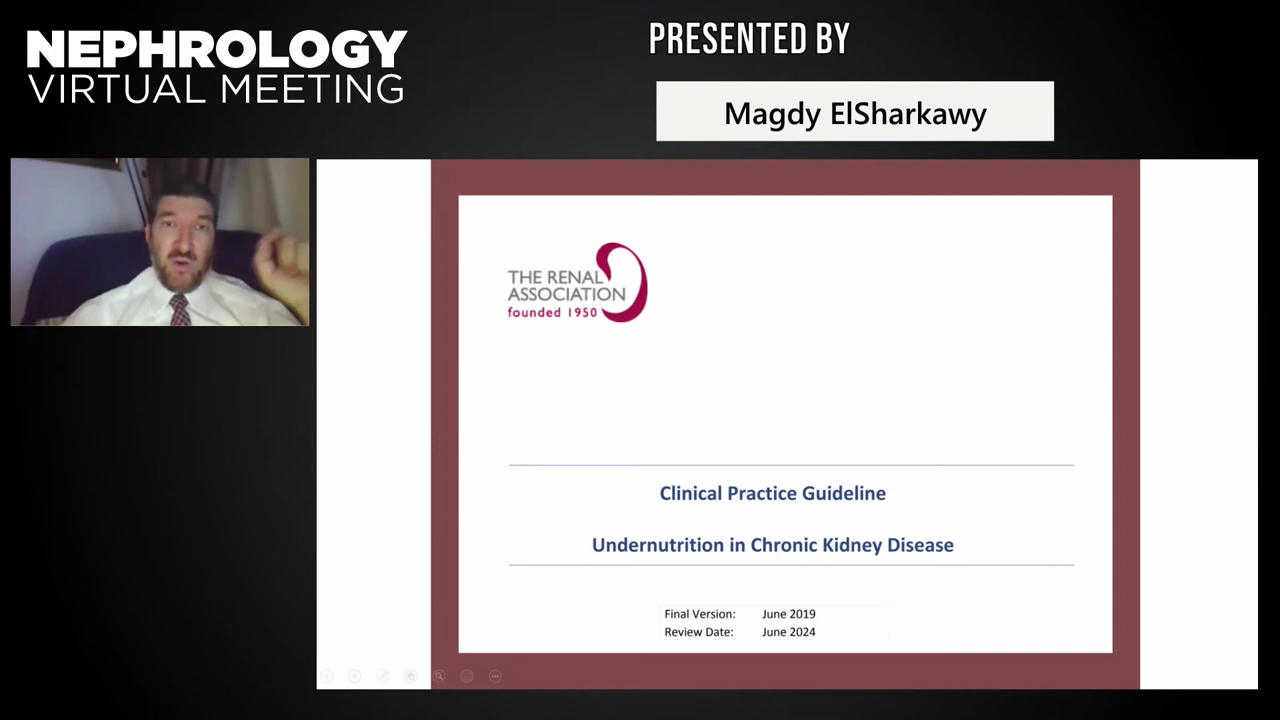 NEPHROLOGY
VIRTUAL MEETING
PRESENTED BY
Magdy ElSharkawy
THE RENAL
ASSOCIATION
founded 1950
Clinical Practice Guideline
Undernutrition in Chronic Kidney Disease
Final Version: June 2019
Review Date: June 2024